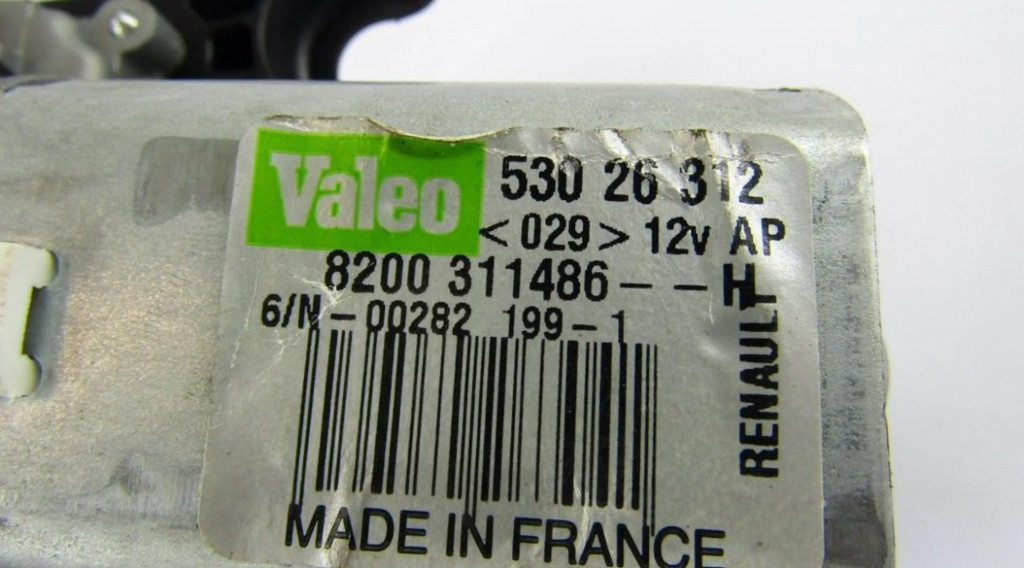 Valeo 530 26 312
<029> 12v AP
8200 311486--H
6/N-00282 199-1
RENAULT
MADE IN FRANCE